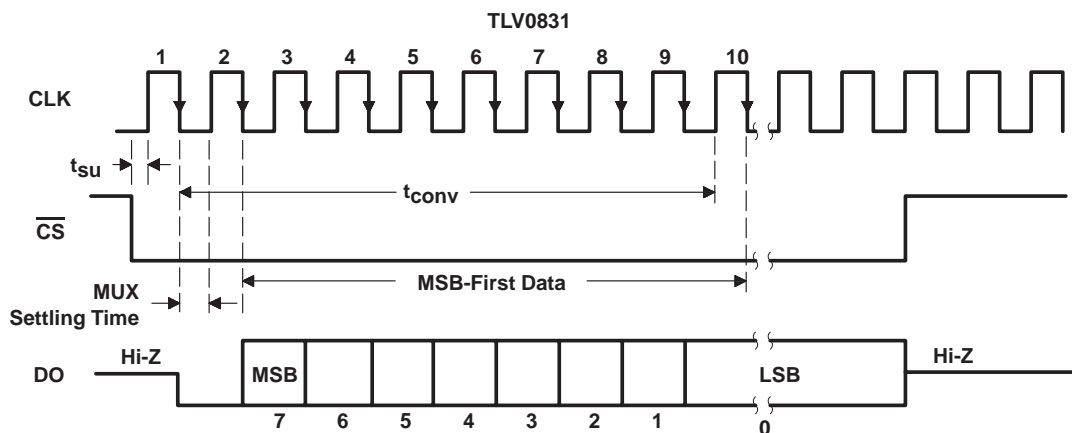 TLV0831
1 2 3 4 5 6 7 8 9 10
CLK
tsu
tconv
CS
MSB-First Data
MUX
Settling Time
Hi-Z
Hi-Z
DO
MSB
LSB
7 6 5 4 3 2 1 0